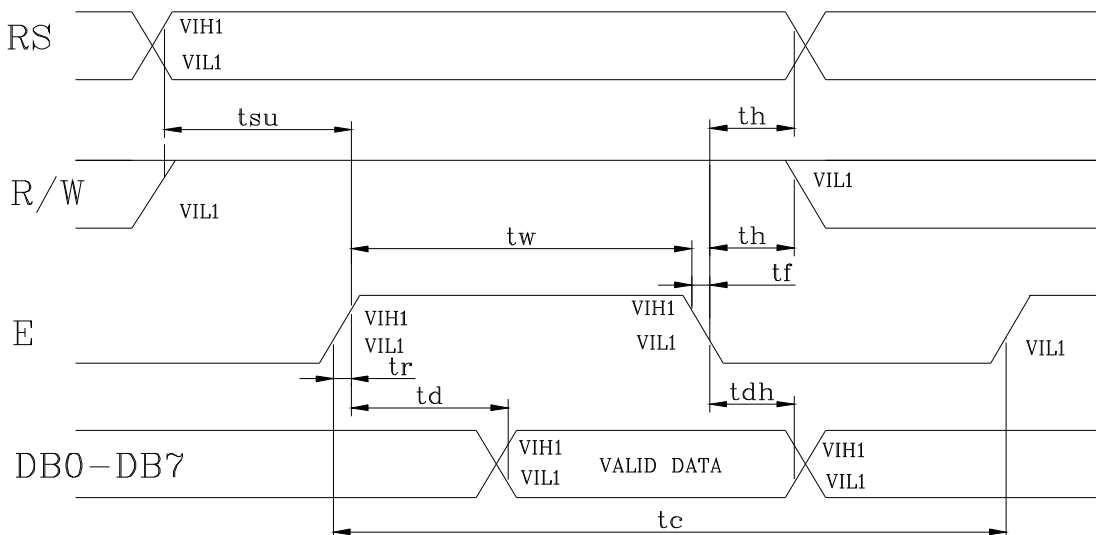 RS
VIH1
VIL1
tsu
th
R/W
VIL1
VIL1
tw
th
tf
E
VIH1
VIL1
VIH1
VIL1
VIL1
tr
td
tdh
DB0-DB7
VIH1
VIL1
VALID DATA
VIH1
VIL1
tc